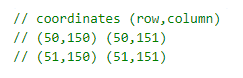 // coordinates (row,column)
// (50,150) (50,151)
// (51,150) (51,151)